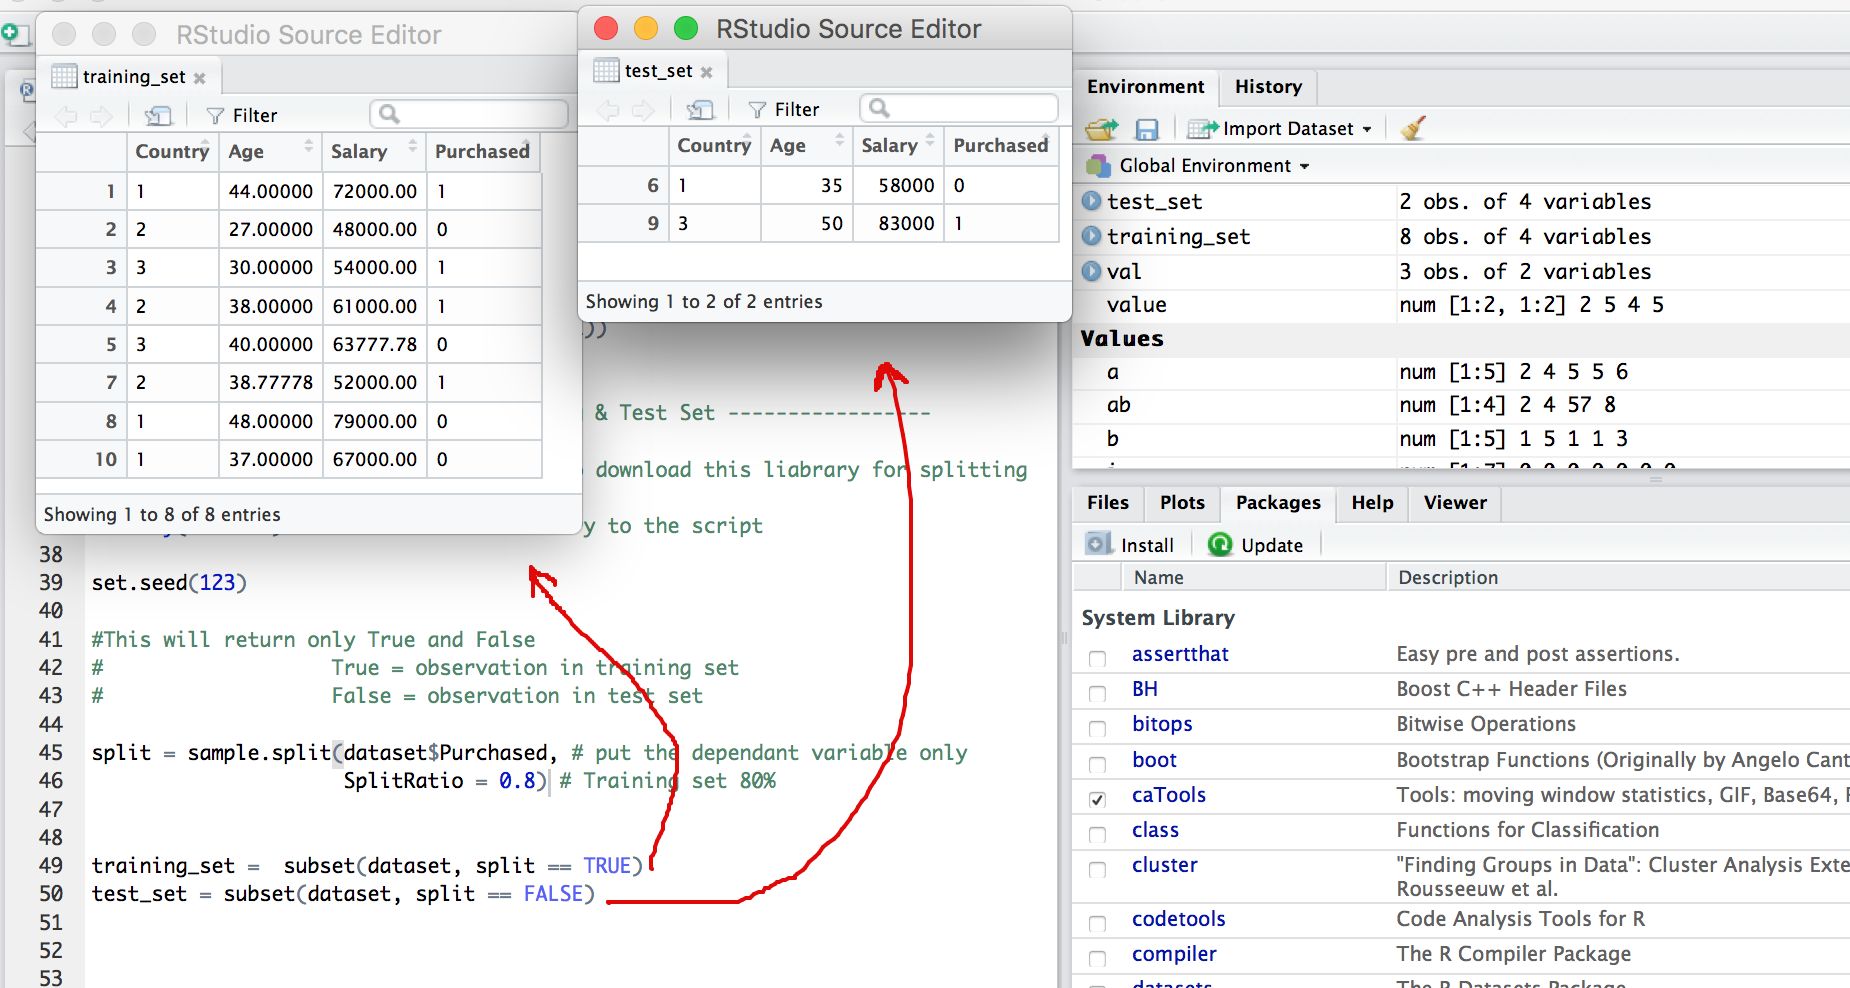 RStudio Source Editor
training_set
Filter
Country Age Salary Purchased
1 1 44.00000 72000.00 1
2 2 27.00000 48000.00 0
3 3 30.00000 54000.00 1
4 2 38.00000 61000.00 1
5 3 40.00000 63777.78 0
7 2 38.77778 52000.00 1
8 1 48.00000 79000.00 0
10 1 37.00000 67000.00 0
Showing 1 to 8 of 8 entries
RStudio Source Editor
test_set
Filter
Country Age Salary Purchased
6 1 35 58000 0
9 3 50 83000 1
Showing 1 to 2 of 2 entries
))
& Test Set -----------------
download this liabrary for splitting
y to the script
38
39 set.seed(123)
40
41 #This will return only True and False
42 # True = observation in training set
43 # False = observation in test set
44
45 split = sample.split(dataset$Purchased, # put the dependant variable only
46 SplitRatio = 0.8) # Training set 80%
47
48
49 training_set = subset(dataset, split == TRUE)
50 test_set = subset(dataset, split == FALSE)
51
52
53
Environment History
Import Dataset
Global Environment
test_set 2 obs. of 4 variables
training_set 8 obs. of 4 variables
val 3 obs. of 2 variables
value num [1:2, 1:2] 2 5 4 5
Values
a num [1:5] 2 4 5 5 6
ab num [1:4] 2 4 57 8
b num [1:5] 1 5 1 1 3
Files Plots Packages Help Viewer
Install Update
Name Description
System Library
assertthat Easy pre and post assertions.
BH Boost C++ Header Files
bitops Bitwise Operations
boot Bootstrap Functions (Originally by Angelo Cant
caTools Tools: moving window statistics, GIF, Base64,
class Functions for Classification
cluster "Finding Groups in Data": Cluster Analysis Exte
Rousseeuw et al.
codetools Code Analysis Tools for R
compiler The R Compiler Package
datasets The R Datasets Package